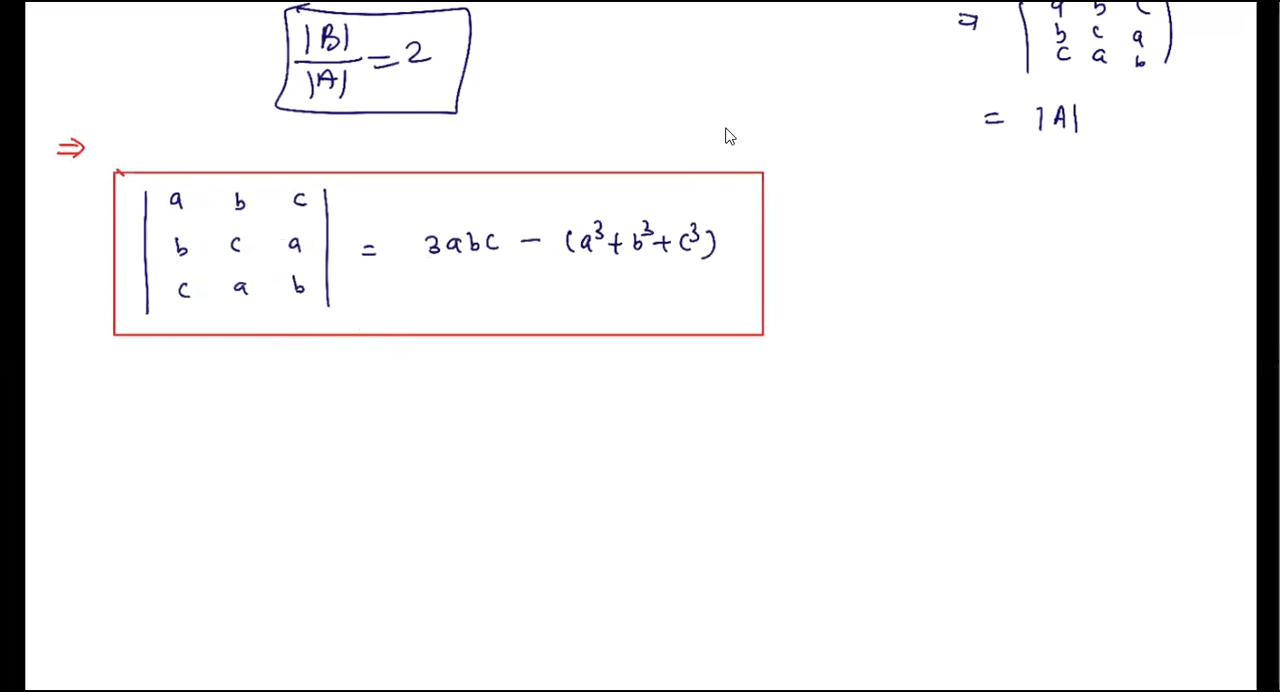 |B| / |A| = 2
⇒ | a b c |
| b c a |
| c a b |
= |A|
⇒
| a b c |
| b c a | = 3abc - (a³ + b³ + c³)
| c a b |